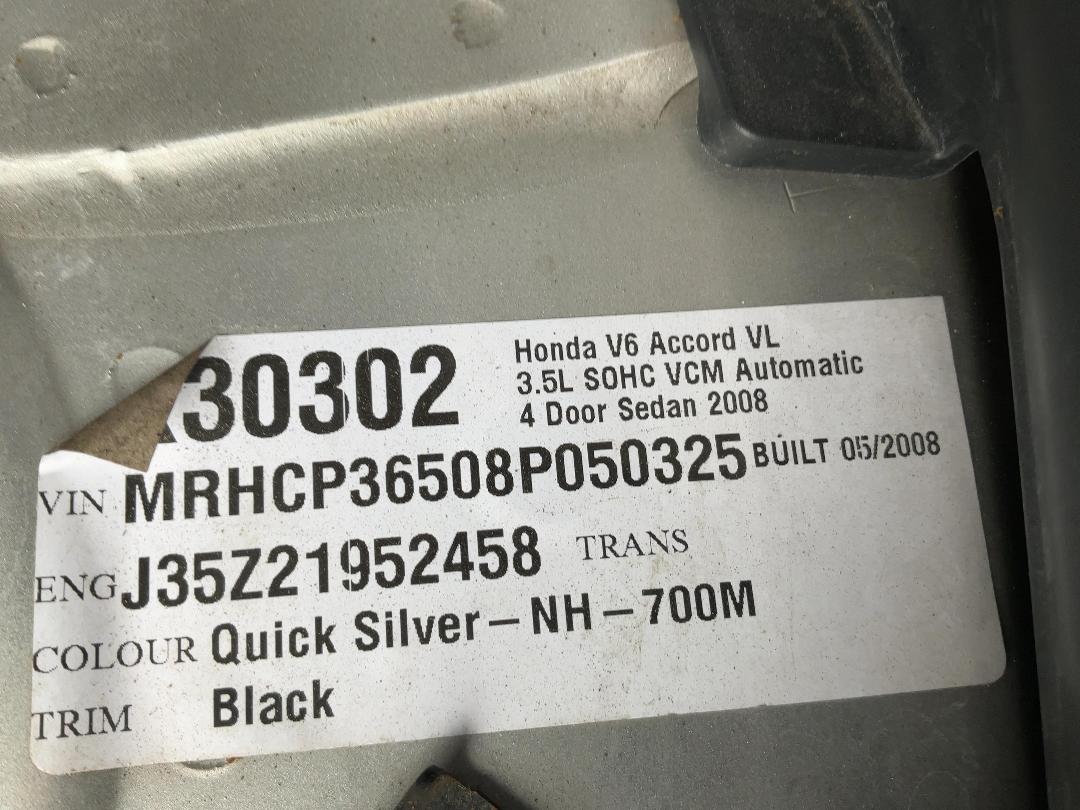 30302
Honda V6 Accord VL
3.5L SOHC VCM Automatic
4 Door Sedan 2008
VIN MRHCP36508P050325 BUILT 05/2008
ENG J35Z21952458 TRANS
COLOUR Quick Silver – NH – 700M
TRIM Black